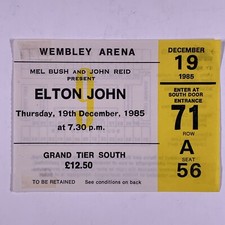 WEMBLEY ARENA
MEL BUSH AND JOHN REID
PRESENT
ELTON JOHN
Thursday, 19th December, 1985
at 7.30 p.m.
GRAND TIER SOUTH
£12.50
TO BE RETAINED See conditions on back
DECEMBER
19
1985
ENTER AT
SOUTH DOOR
ENTRANCE
71
ROW
A
SEAT
56